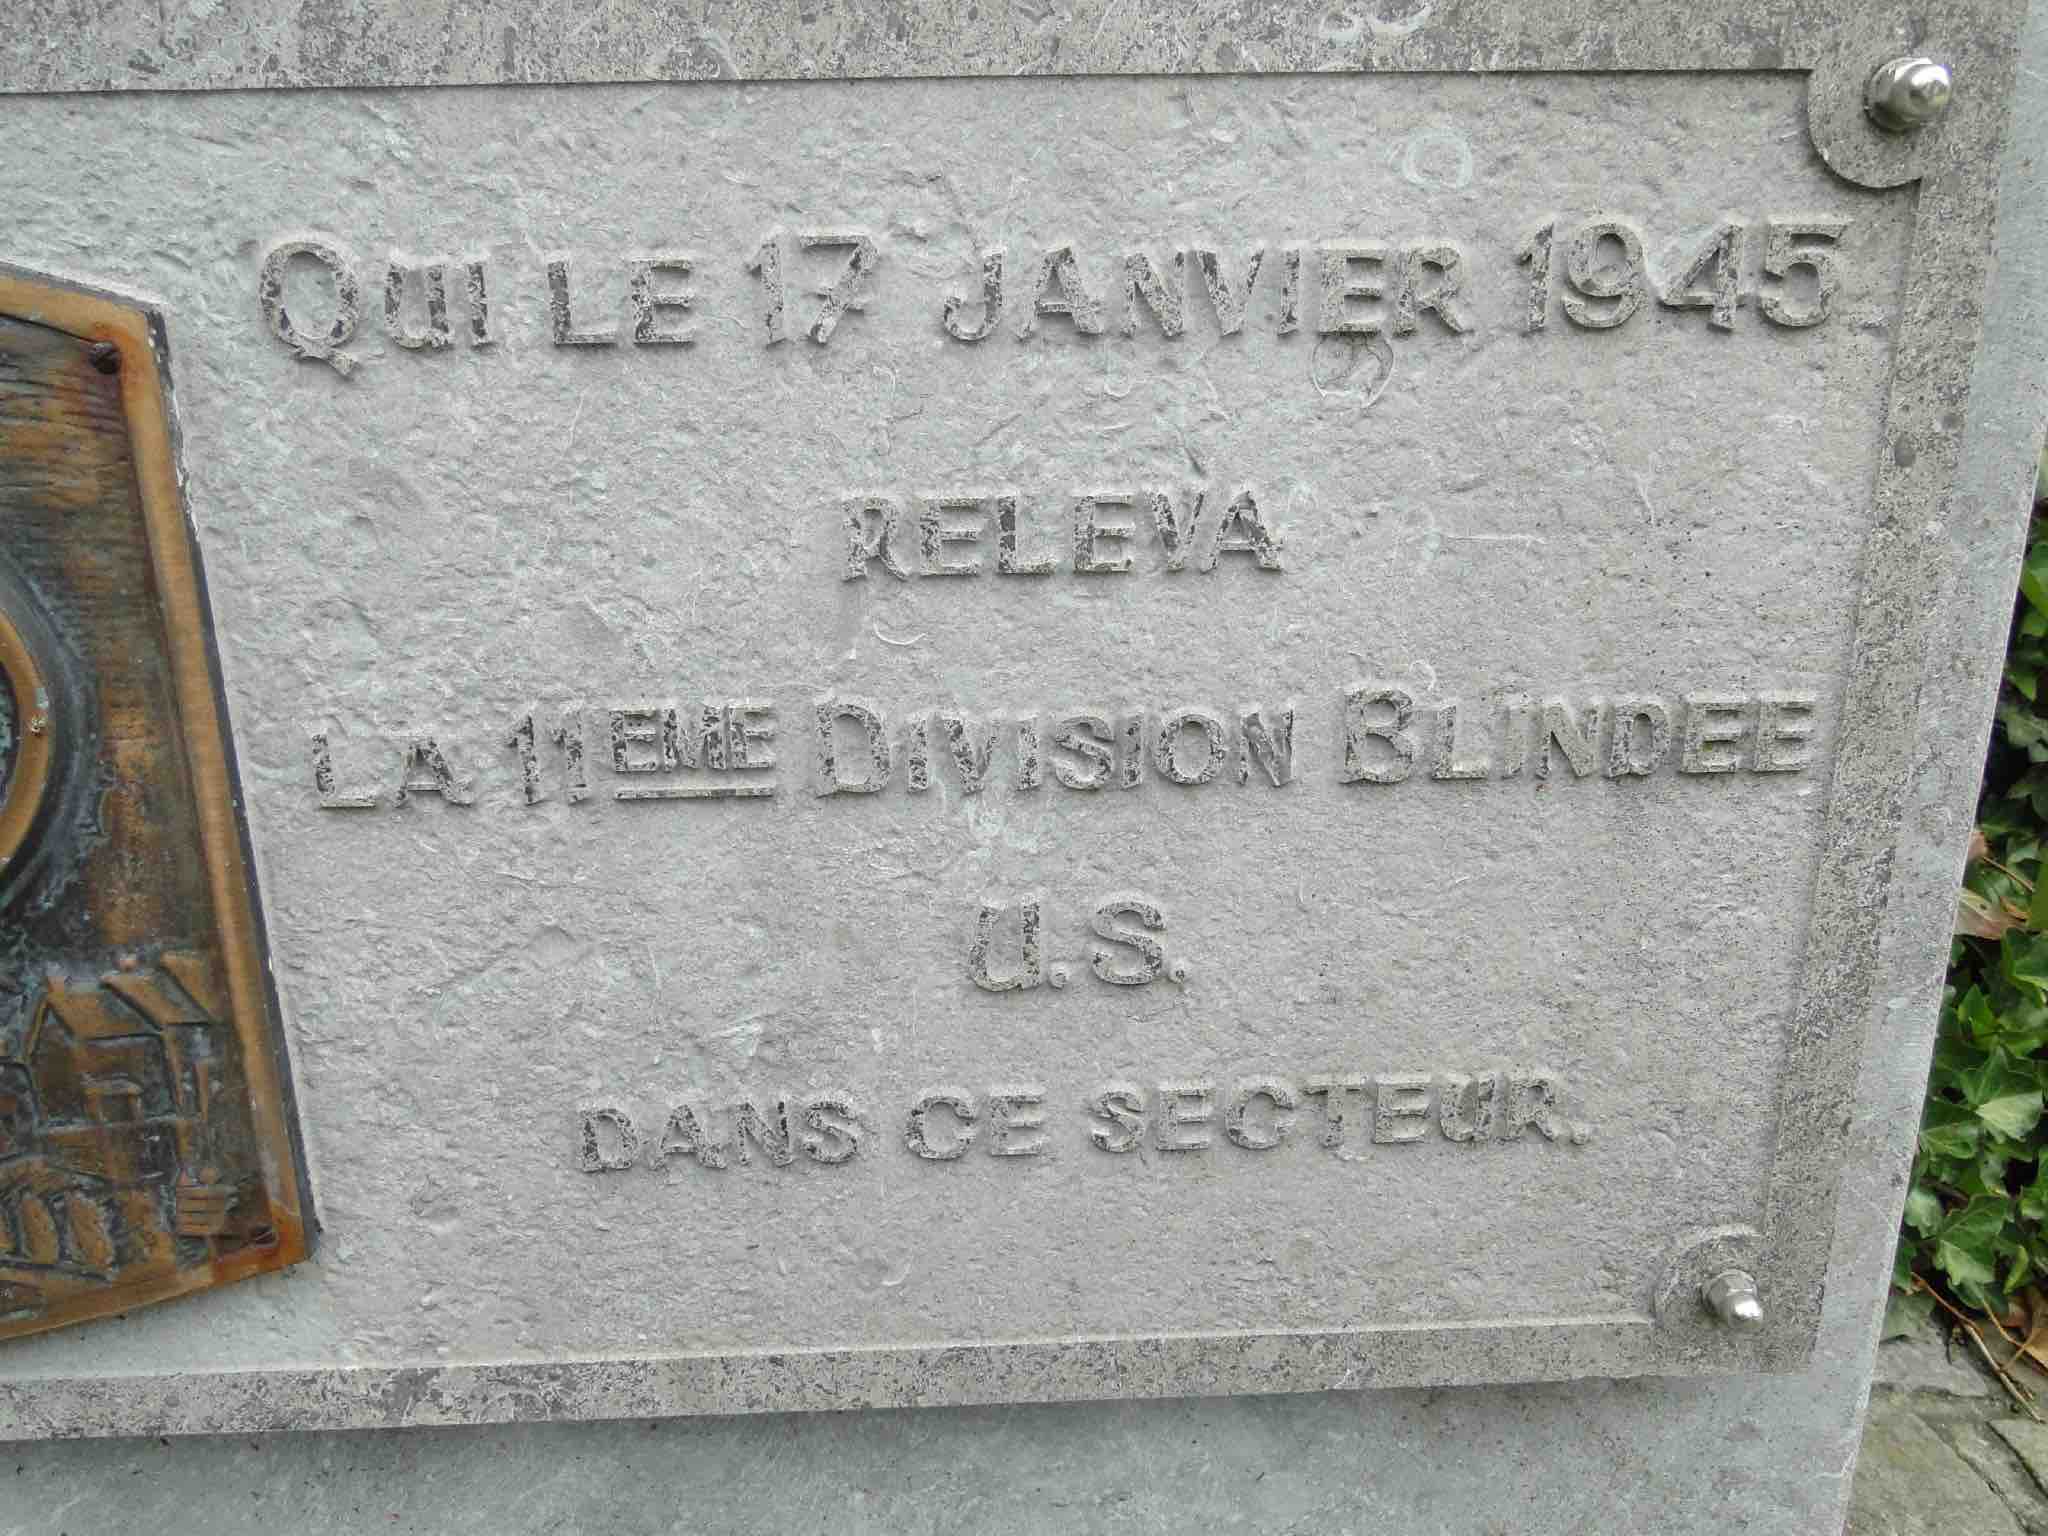 QUI LE 17 JANVIER 1945
RELEVA
LA 11EME DIVISION BLINDEE
U.S.
DANS CE SECTEUR.